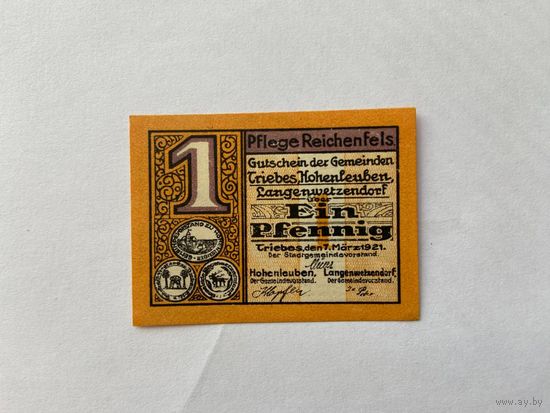 1
Pflege Reichenfels.
Gutschein der Gemeinden
Triebes, Hohenleuben,
Langenwetzendorf
über
Ein
Pfennig
Triebes, den 7. März 1921.
Der Stadtgemeindevorstand.
Hohenleuben, Langenwetzendorf,
Der Gemeindevorstand. Der Gemeindevorstand.
www.ay.by